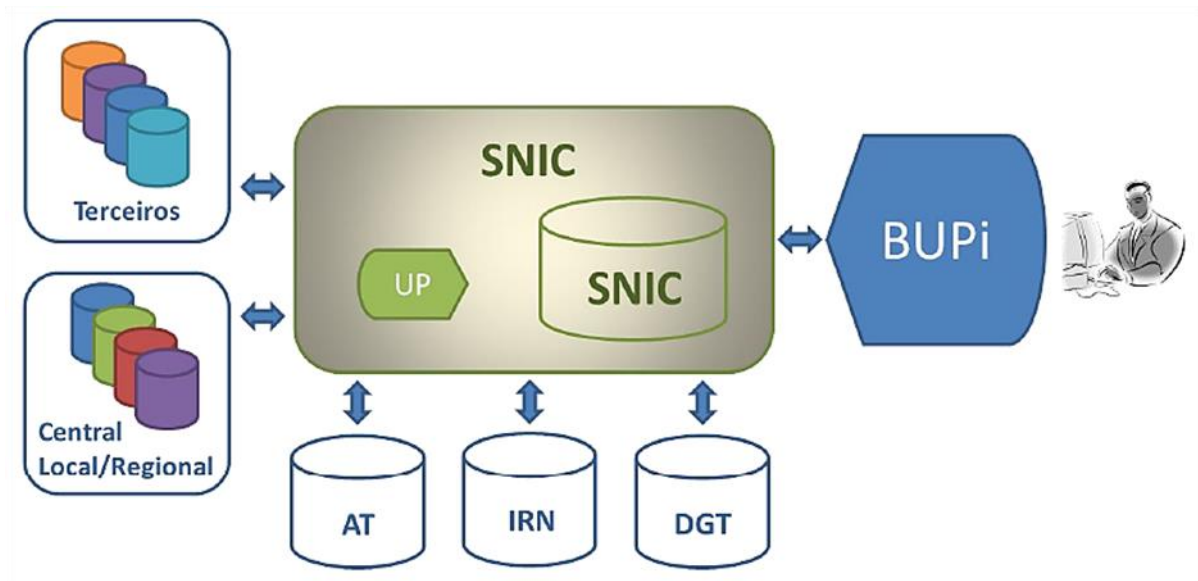 Terceiros
Central
Local/Regional
SNIC
UP
SNIC
BUPi
AT
IRN
DGT